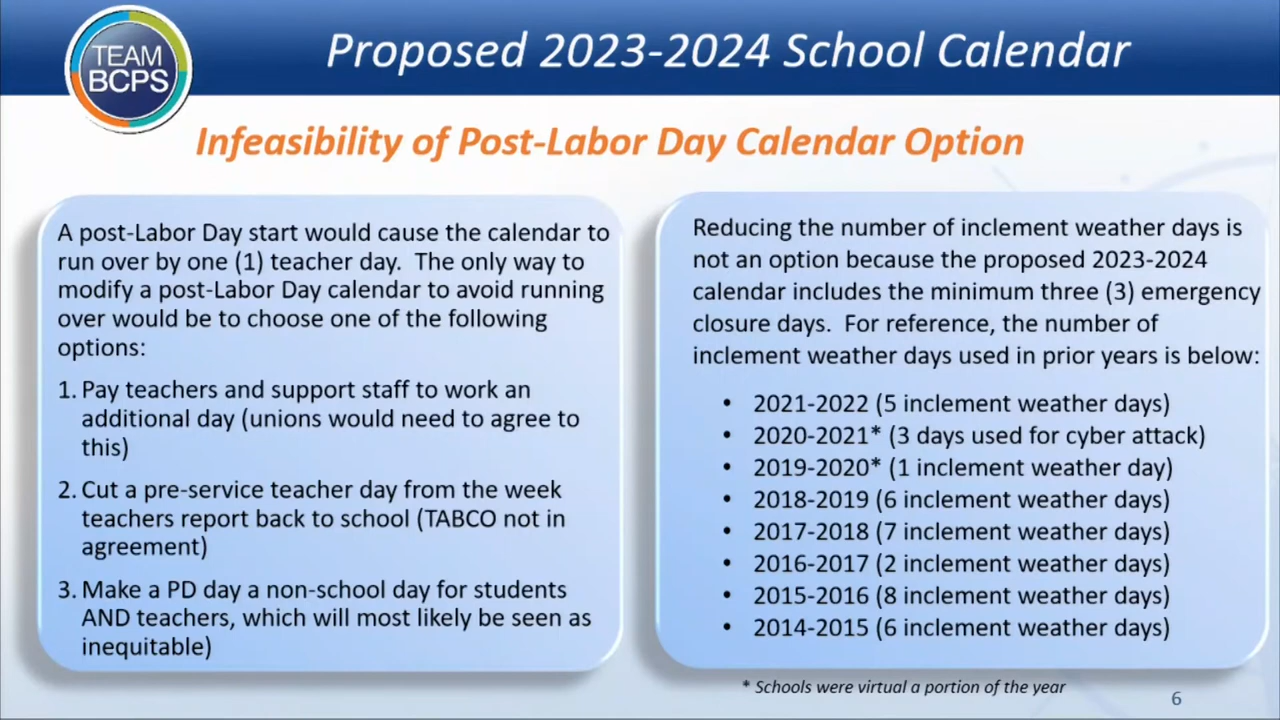 TEAM
BCPS
Proposed 2023-2024 School Calendar
Infeasibility of Post-Labor Day Calendar Option
A post-Labor Day start would cause the calendar to
run over by one (1) teacher day. The only way to
modify a post-Labor Day calendar to avoid running
over would be to choose one of the following
options:
1. Pay teachers and support staff to work an
additional day (unions would need to agree to
this)
2. Cut a pre-service teacher day from the week
teachers report back to school (TABCO not in
agreement)
3. Make a PD day a non-school day for students
AND teachers, which will most likely be seen as
inequitable)
Reducing the number of inclement weather days is
not an option because the proposed 2023-2024
calendar includes the minimum three (3) emergency
closure days. For reference, the number of
inclement weather days used in prior years is below:
• 2021-2022 (5 inclement weather days)
• 2020-2021* (3 days used for cyber attack)
• 2019-2020* (1 inclement weather day)
• 2018-2019 (6 inclement weather days)
• 2017-2018 (7 inclement weather days)
• 2016-2017 (2 inclement weather days)
• 2015-2016 (8 inclement weather days)
• 2014-2015 (6 inclement weather days)
* Schools were virtual a portion of the year
6